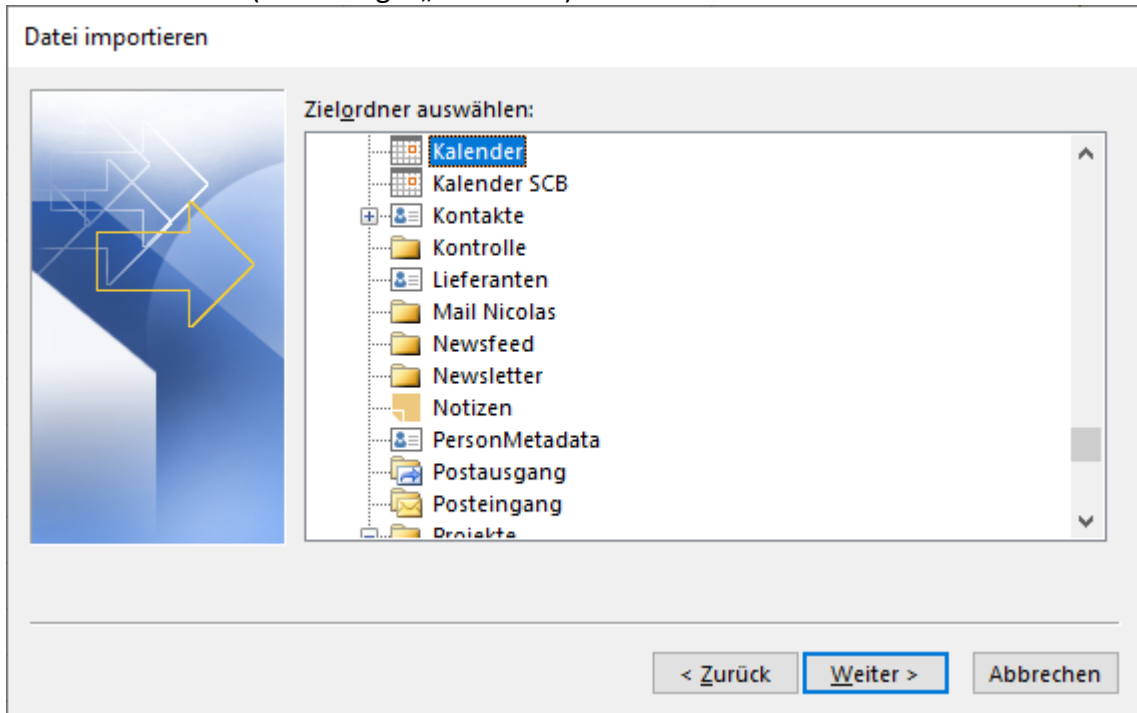 Datei importieren
Zielordner auswählen:
Kalender
Kalender SCB
Kontakte
Kontrolle
Lieferanten
Mail Nicolas
Newsfeed
Newsletter
Notizen
PersonMetadata
Postausgang
Posteingang
Projekte
< Zurück
Weiter >
Abbrechen